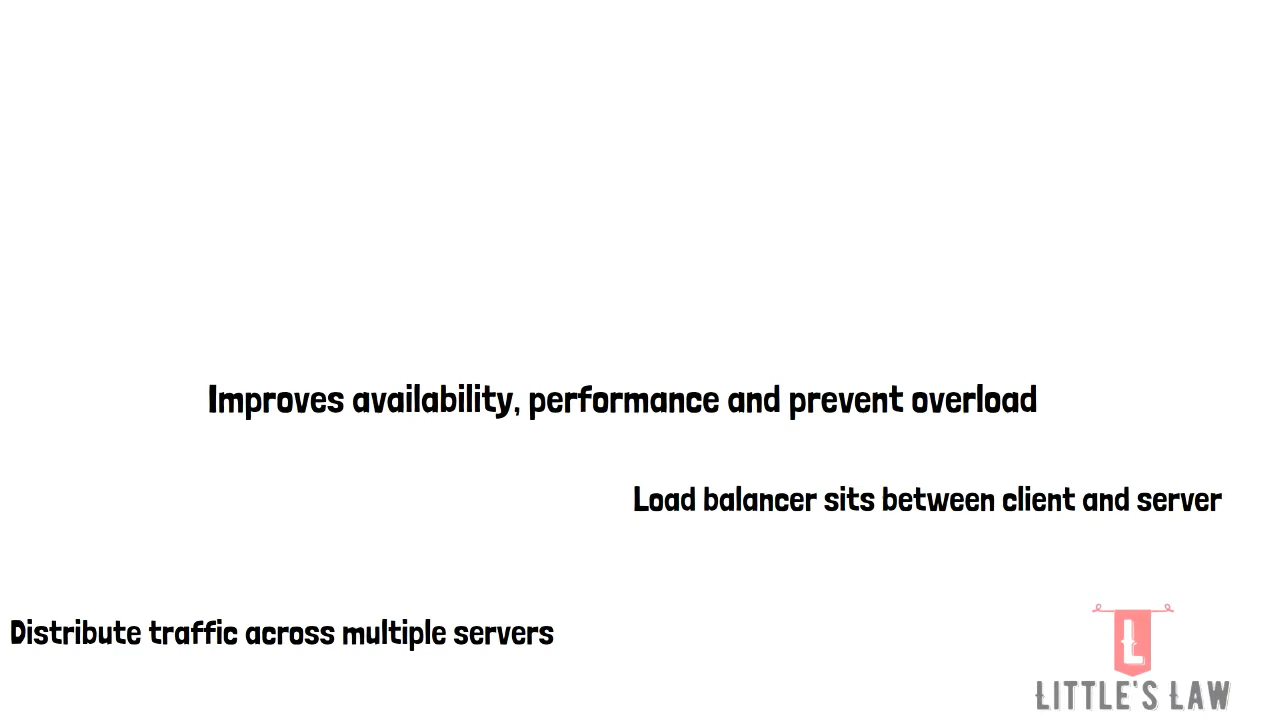 Improves availability, performance and prevent overload
Load balancer sits between client and server
Distribute traffic across multiple servers
L
LITTLE'S LAW